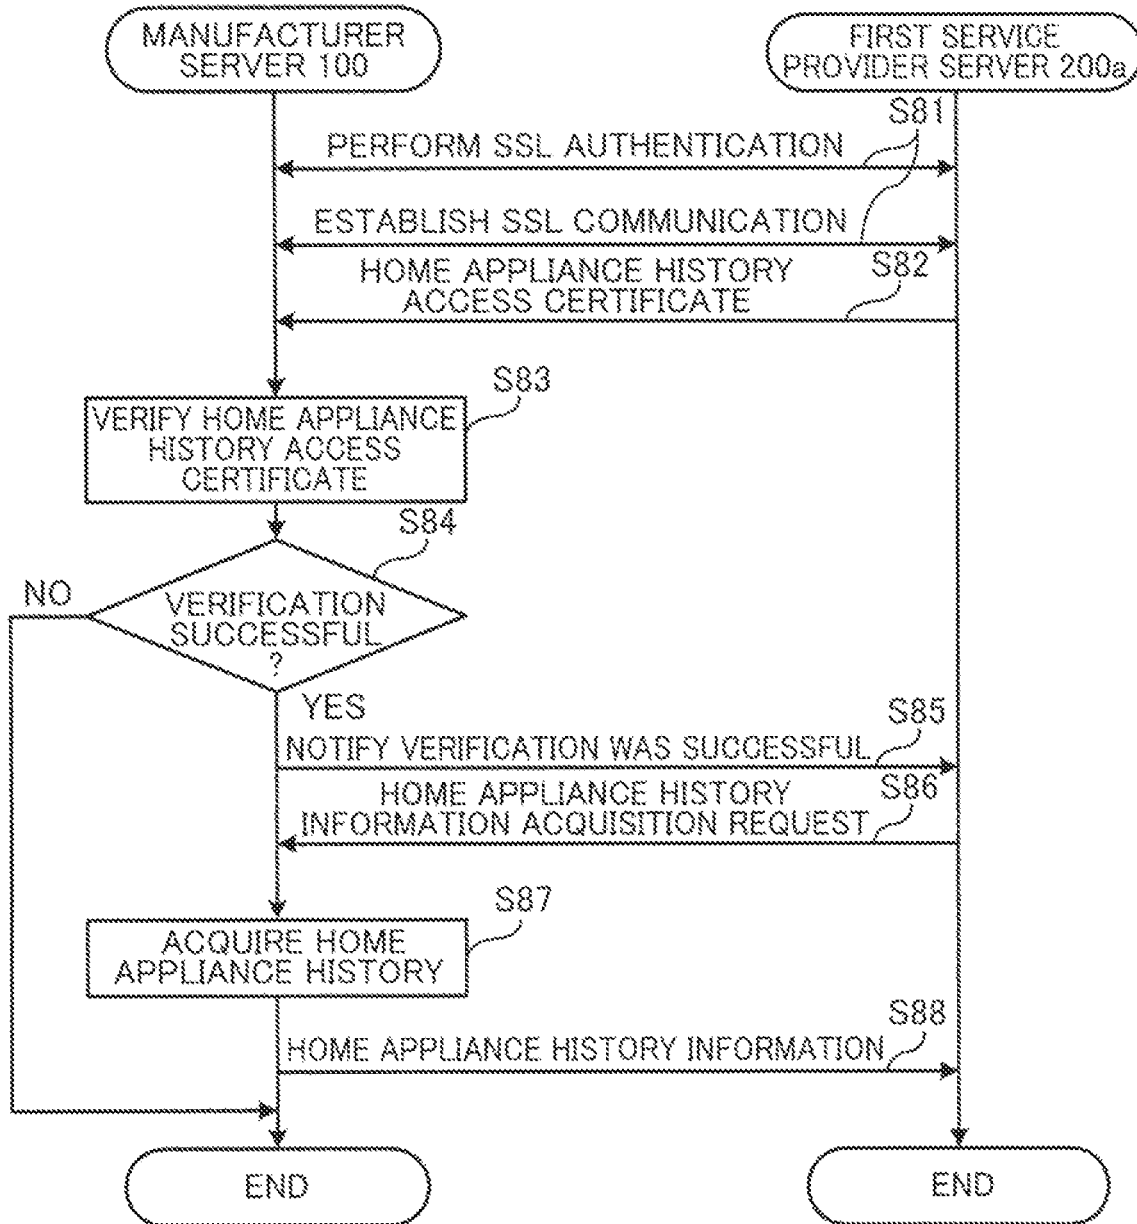 MANUFACTURER
SERVER 100
FIRST SERVICE
PROVIDER SERVER 200a
S81
PERFORM SSL AUTHENTICATION
ESTABLISH SSL COMMUNICATION
S82
HOME APPLIANCE HISTORY
ACCESS CERTIFICATE
S83
VERIFY HOME APPLIANCE
HISTORY ACCESS
CERTIFICATE
S84
NO
VERIFICATION
SUCCESSFUL
?
YES
S85
NOTIFY VERIFICATION WAS SUCCESSFUL
S86
HOME APPLIANCE HISTORY
INFORMATION ACQUISITION REQUEST
S87
ACQUIRE HOME
APPLIANCE HISTORY
S88
HOME APPLIANCE HISTORY INFORMATION
END
END